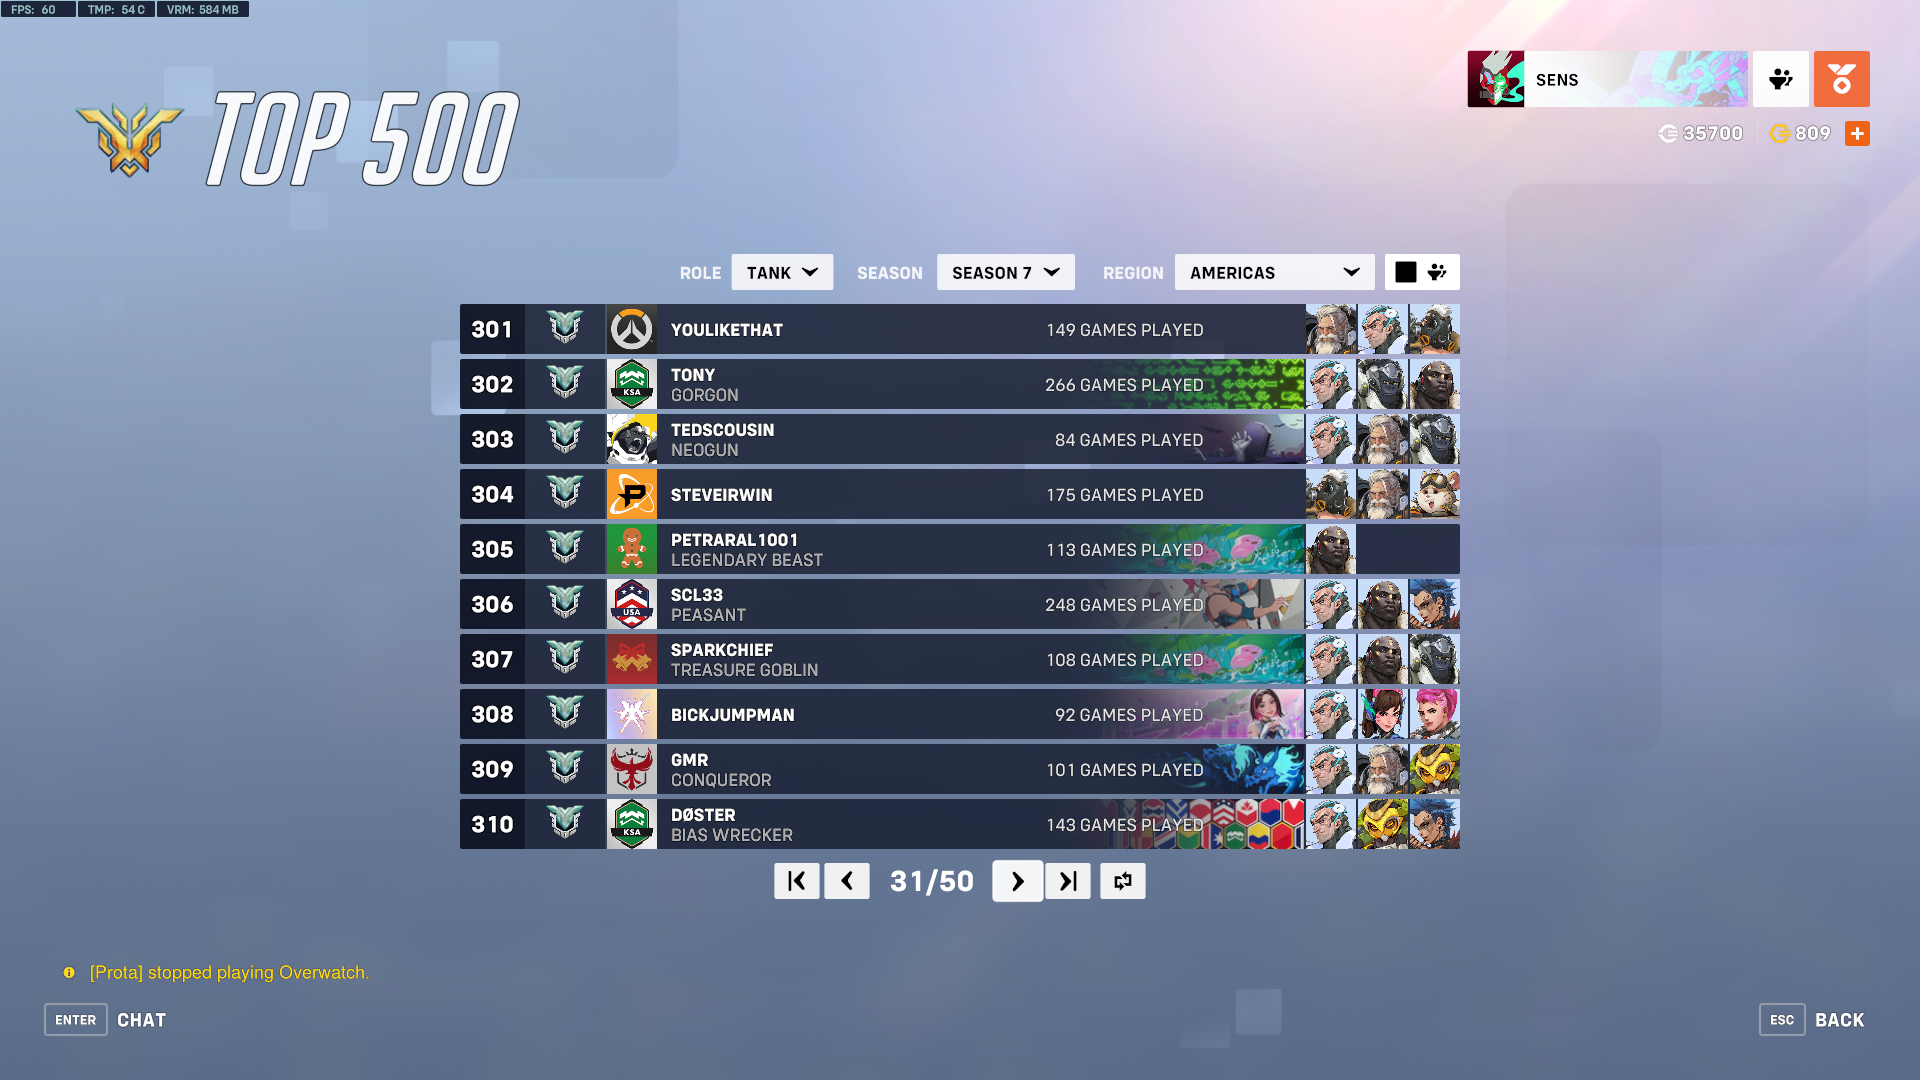 FPS: 60 TMP: 54 C VRM: 584 MB
TOP 500
SENS
35700 809
ROLE TANK SEASON SEASON 7 REGION AMERICAS
301 YOULIKETHAT 149 GAMES PLAYED
302 KSA TONY GORGON 266 GAMES PLAYED
303 TEDSCOUSIN NEOGUN 84 GAMES PLAYED
304 P STEVEIRWIN 175 GAMES PLAYED
305 PETRARAL1001 LEGENDARY BEAST 113 GAMES PLAYED
306 USA SCL33 PEASANT 248 GAMES PLAYED
307 SPARKCHIEF TREASURE GOBLIN 108 GAMES PLAYED
308 BICKJUMPMAN 92 GAMES PLAYED
309 GMR CONQUEROR 101 GAMES PLAYED
310 KSA DØSTER BIAS WRECKER 143 GAMES PLAYED
31/50
[Prota] stopped playing Overwatch.
ENTER CHAT
ESC BACK